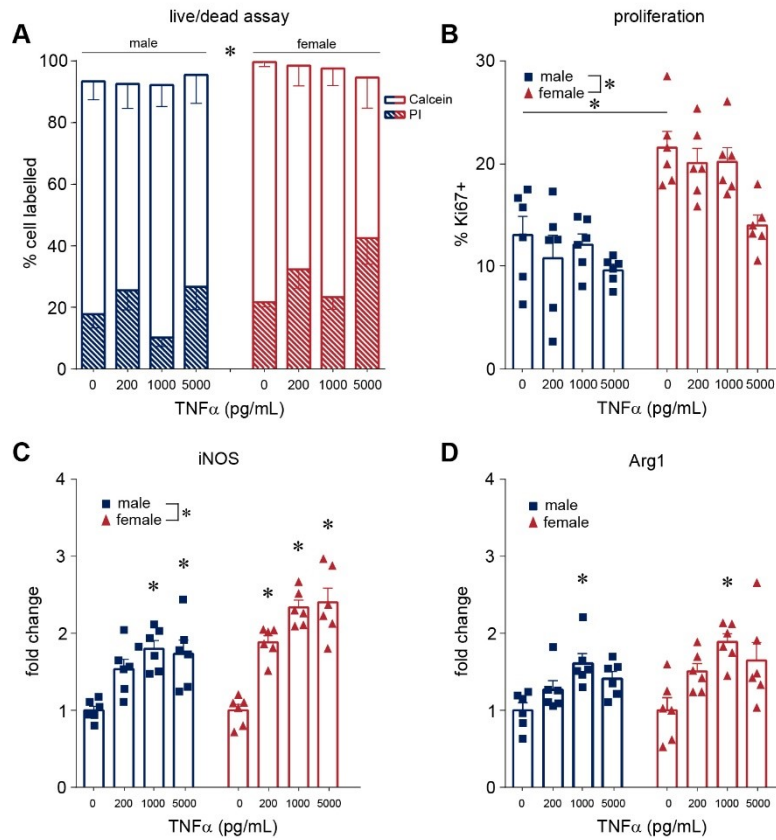 A
live/dead assay
male
*
female
% cell labelled
100
80
60
40
20
0
Calcein
PI
0 200 1000 5000 0 200 1000 5000
TNFα (pg/mL)
B
proliferation
% Ki67+
30
20
10
0
male
female
*
*
0 200 1000 5000 0 200 1000 5000
TNFα (pg/mL)
C
iNOS
fold change
4
3
2
1
0
male
female
*
* * * * *
0 200 1000 5000 0 200 1000 5000
TNFα (pg/mL)
D
Arg1
fold change
4
3
2
1
0
male
female
* *
0 200 1000 5000 0 200 1000 5000
TNFα (pg/mL)